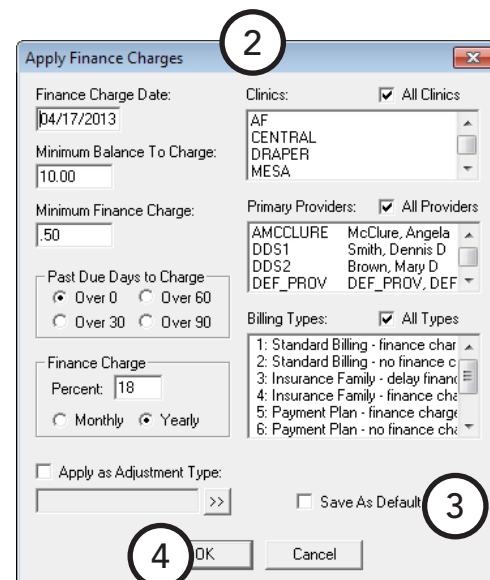 2
Apply Finance Charges
Finance Charge Date:
04/17/2013
Minimum Balance To Charge:
10.00
Minimum Finance Charge:
.50
Past Due Days to Charge
Over 0 Over 60
Over 30 Over 90
Finance Charge
Percent: 18
Monthly Yearly
Apply as Adjustment Type:
>>
Clinics: All Clinics
AF
CENTRAL
DRAPER
MESA
Primary Providers: All Providers
AMCCLURE McClure, Angela
DDS1 Smith, Dennis D
DDS2 Brown, Mary D
DEF_PROV DEF_PROV, DEF
Billing Types: All Types
1: Standard Billing - finance char
2: Standard Billing - no finance c
3: Insurance Family - delay financ
4: Insurance Family - finance cha
5: Payment Plan - finance charge
6: Payment Plan - no finance cha
Save As Default
3
4
OK Cancel